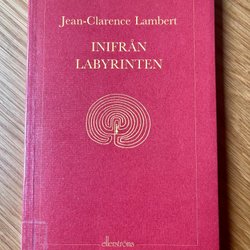 Jean-Clarence Lambert
INIFRÅN
LABYRINTEN
ellerströms